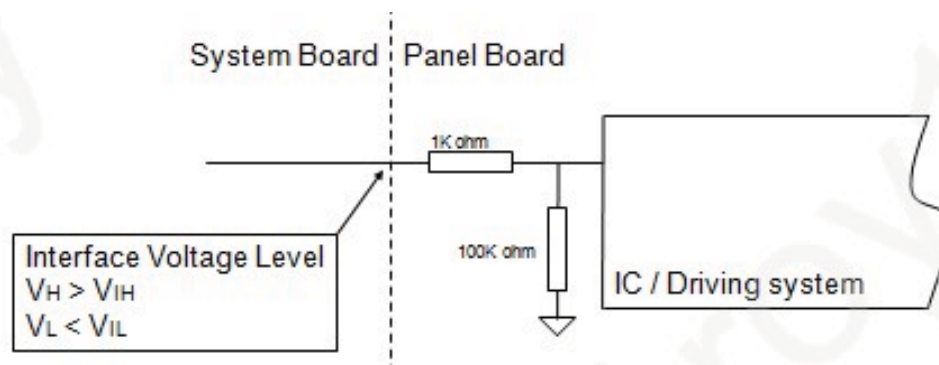 System Board
Panel Board
1K ohm
100K ohm
Interface Voltage Level
VH > VIH
VL < VIL
IC / Driving system